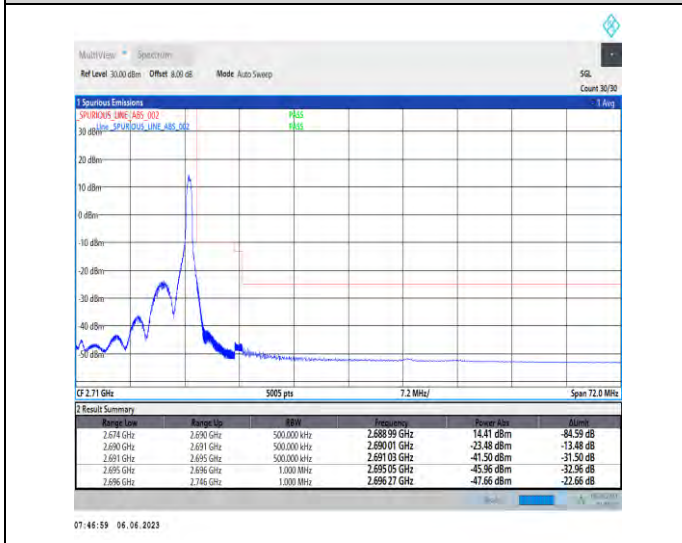 MultiView Spectrum
Ref Level 30.00 dBm Offset 8.00 dB Mode Auto Sweep SGL
Count 30/30
1 Spurious Emissions 1 Avg
_SPURIOUS_LINE_ABS_002 PASS
Line _SPURIOUS_LINE_ABS_002 PASS
30 dBm
20 dBm
10 dBm
0 dBm
-10 dBm
-20 dBm
-30 dBm
-40 dBm
-50 dBm
CF 2.71 GHz 5005 pts 7.2 MHz/ Span 72.0 MHz
2 Result Summary
Range Low Range Up RBW Frequency Power Abs ΔLimit
2.674 GHz 2.690 GHz 500.000 kHz 2.688 99 GHz 14.41 dBm -84.59 dB
2.690 GHz 2.691 GHz 500.000 kHz 2.690 01 GHz -23.48 dBm -13.48 dB
2.691 GHz 2.695 GHz 500.000 kHz 2.691 03 GHz -41.50 dBm -31.50 dB
2.695 GHz 2.696 GHz 1.000 MHz 2.695 05 GHz -45.96 dBm -32.96 dB
2.696 GHz 2.746 GHz 1.000 MHz 2.696 27 GHz -47.66 dBm -22.66 dB
07:46:59 06.06.2023